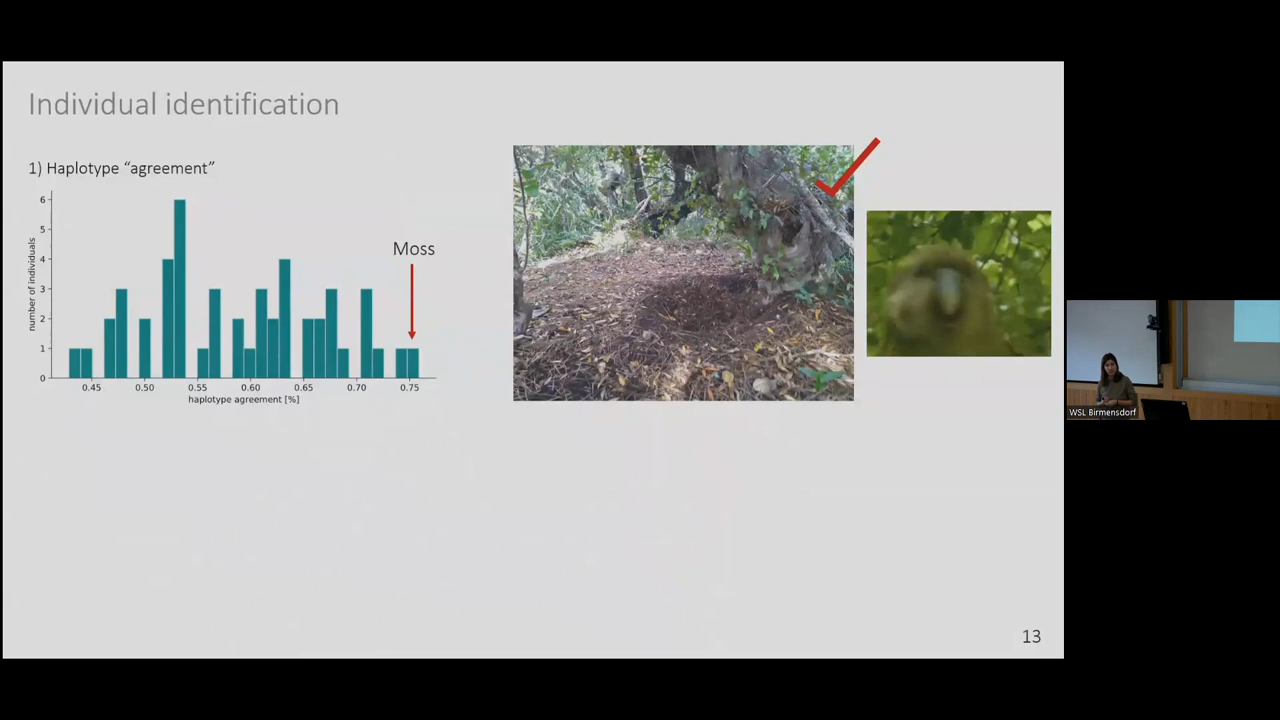 Individual identification
1) Haplotype “agreement”
Moss
number of individuals
6
5
4
3
2
1
0
0.45 0.50 0.55 0.60 0.65 0.70 0.75
haplotype agreement [%]
WSL Birmensdorf
13